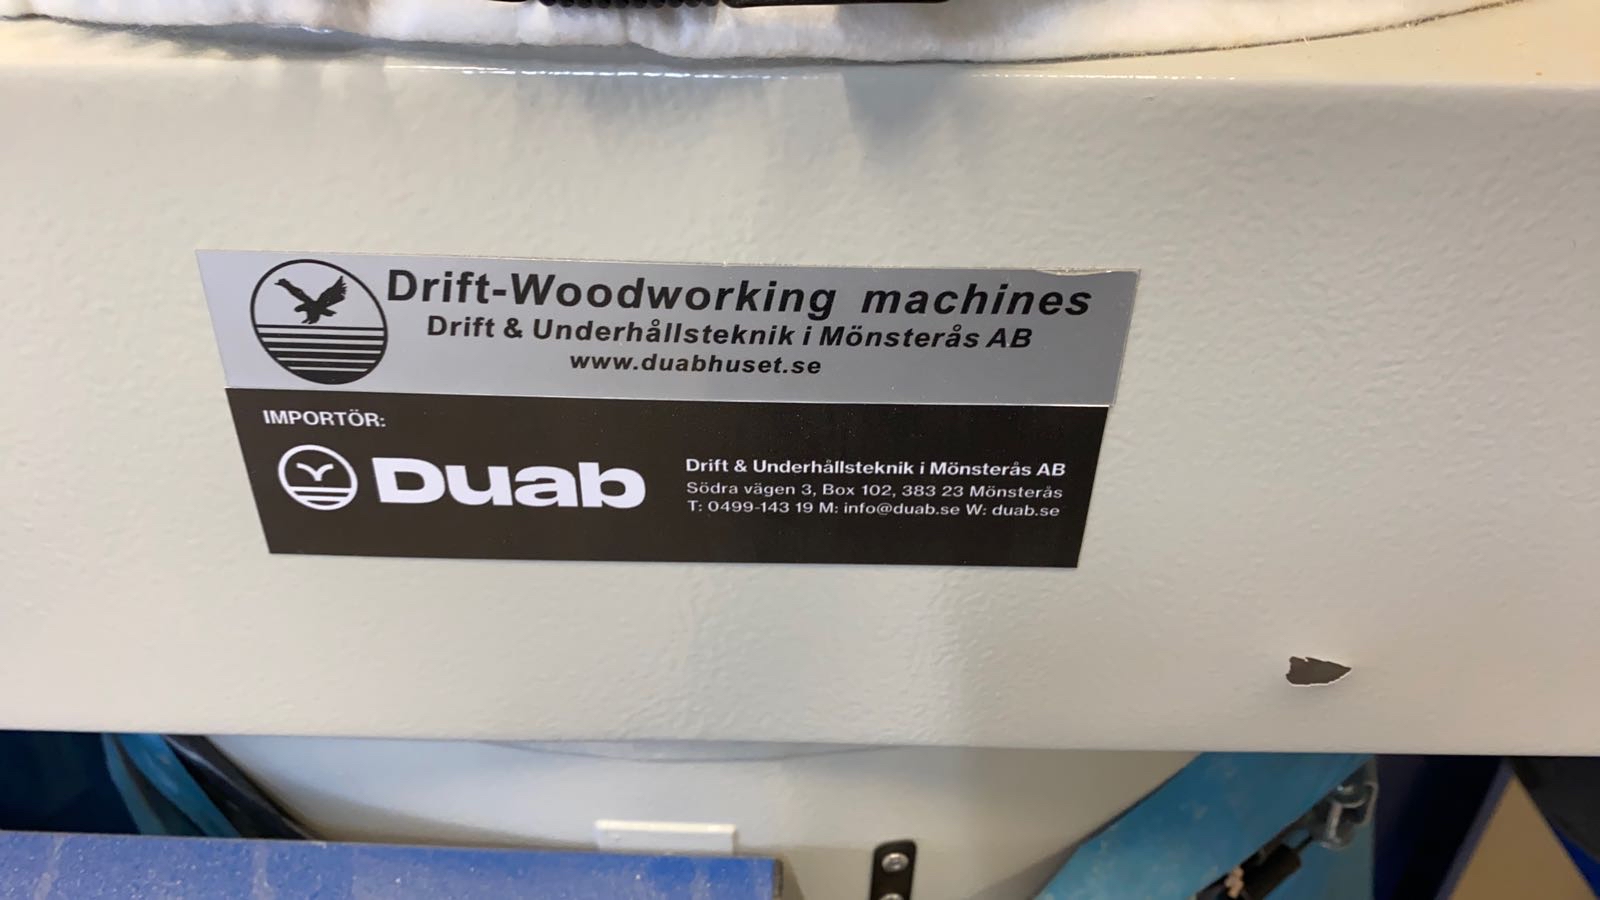 Drift-Woodworking machines
Drift & Underhållsteknik i Mönsterås AB
www.duabhuset.se
IMPORTÖR:
Duab
Drift & Underhållsteknik i Mönsterås AB
Södra vägen 3, Box 102, 383 23 Mönsterås
T: 0499-143 19 M: info@duab.se W: duab.se